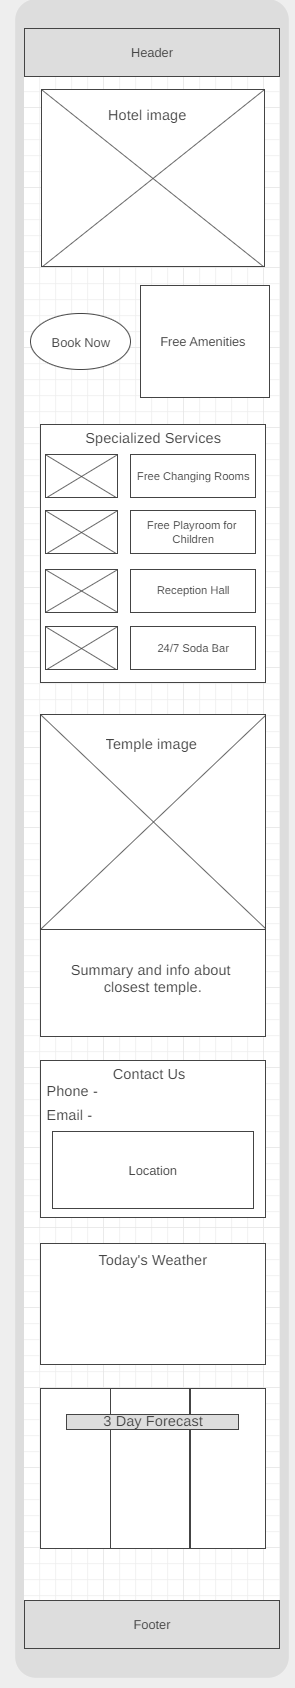 Header
Hotel image
Book Now
Free Amenities
Specialized Services
Free Changing Rooms
Free Playroom for
Children
Reception Hall
24/7 Soda Bar
Temple image
Summary and info about
closest temple.
Contact Us
Phone -
Email -
Location
Today's Weather
3 Day Forecast
Footer